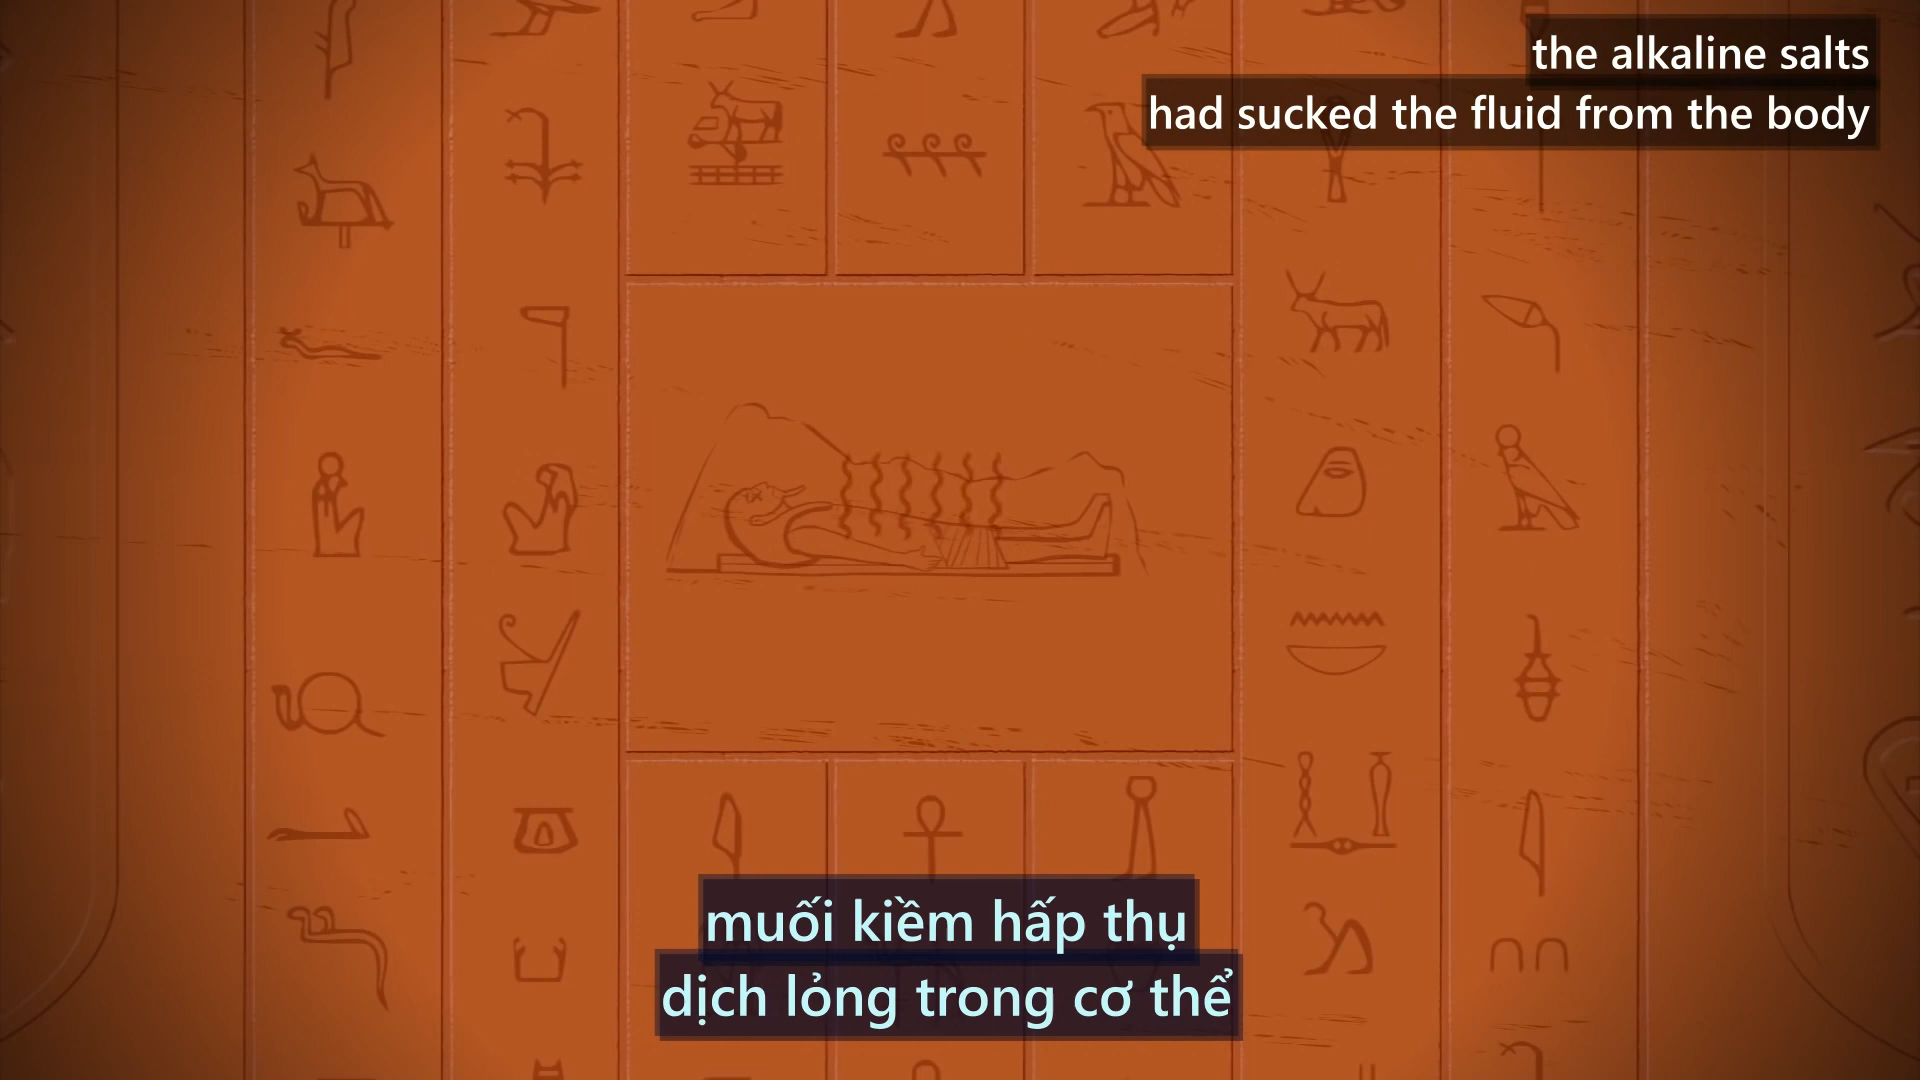 the alkaline salts
had sucked the fluid from the body
muối kiềm hấp thụ
dịch lỏng trong cơ thể